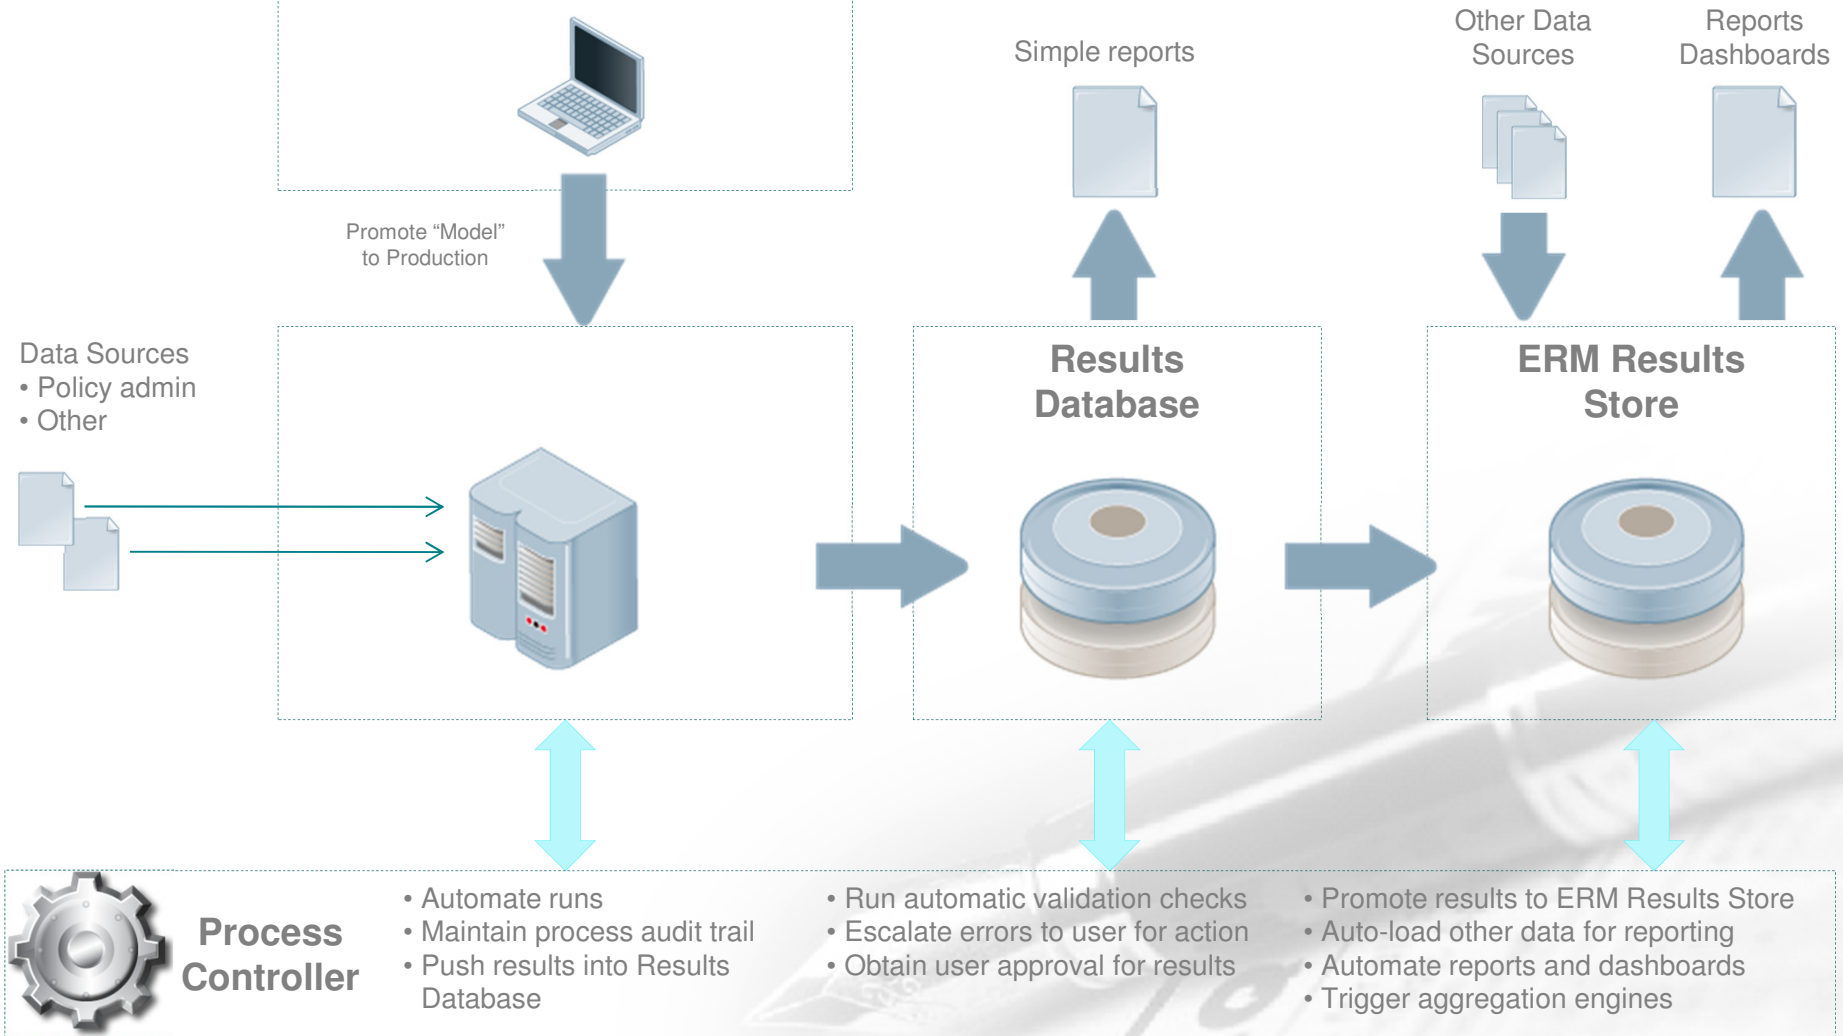 Simple reports
Other Data
Sources
Reports
Dashboards
Promote “Model”
to Production
Data Sources
• Policy admin
• Other
Results
Database
ERM Results
Store
Process
Controller
• Automate runs
• Maintain process audit trail
• Push results into Results
Database
• Run automatic validation checks
• Escalate errors to user for action
• Obtain user approval for results
• Promote results to ERM Results Store
• Auto-load other data for reporting
• Automate reports and dashboards
• Trigger aggregation engines